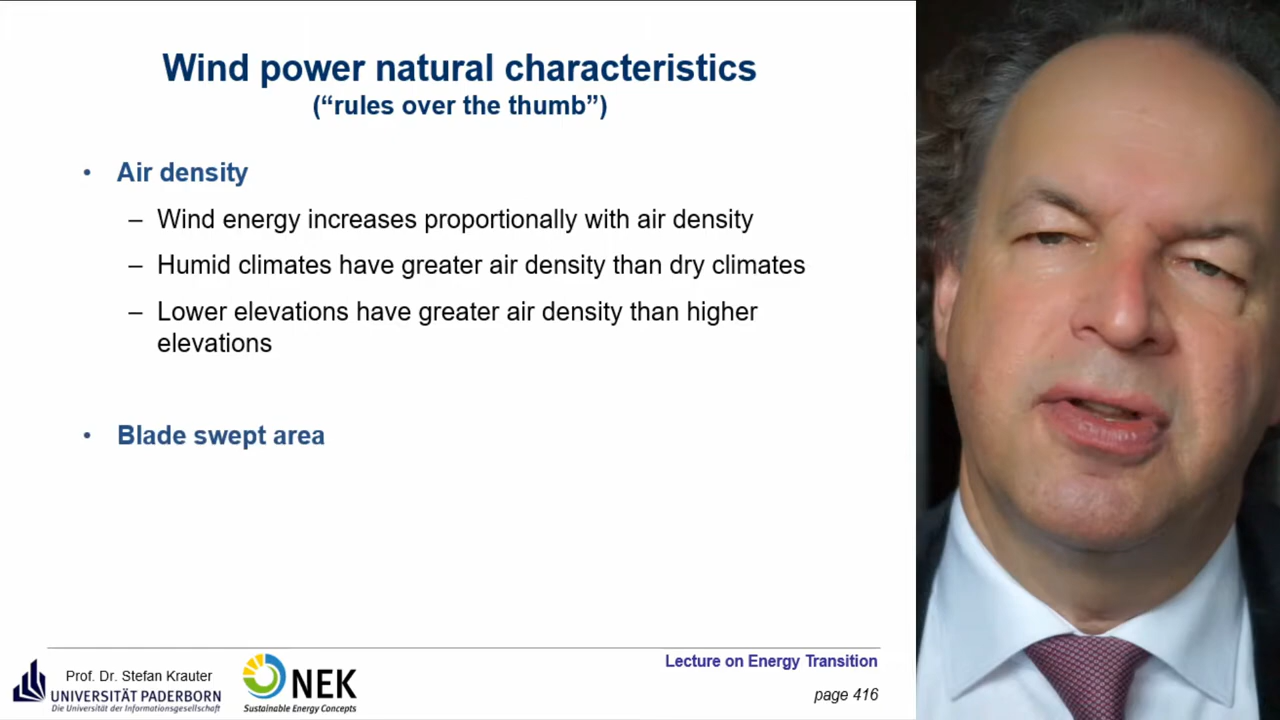 Wind power natural characteristics
(“rules over the thumb”)
• Air density
– Wind energy increases proportionally with air density
– Humid climates have greater air density than dry climates
– Lower elevations have greater air density than higher
elevations
• Blade swept area
Prof. Dr. Stefan Krauter
UNIVERSITÄT PADERBORN
Die Universität der Informationsgesellschaft
NEK
Sustainable Energy Concepts
Lecture on Energy Transition
page 416